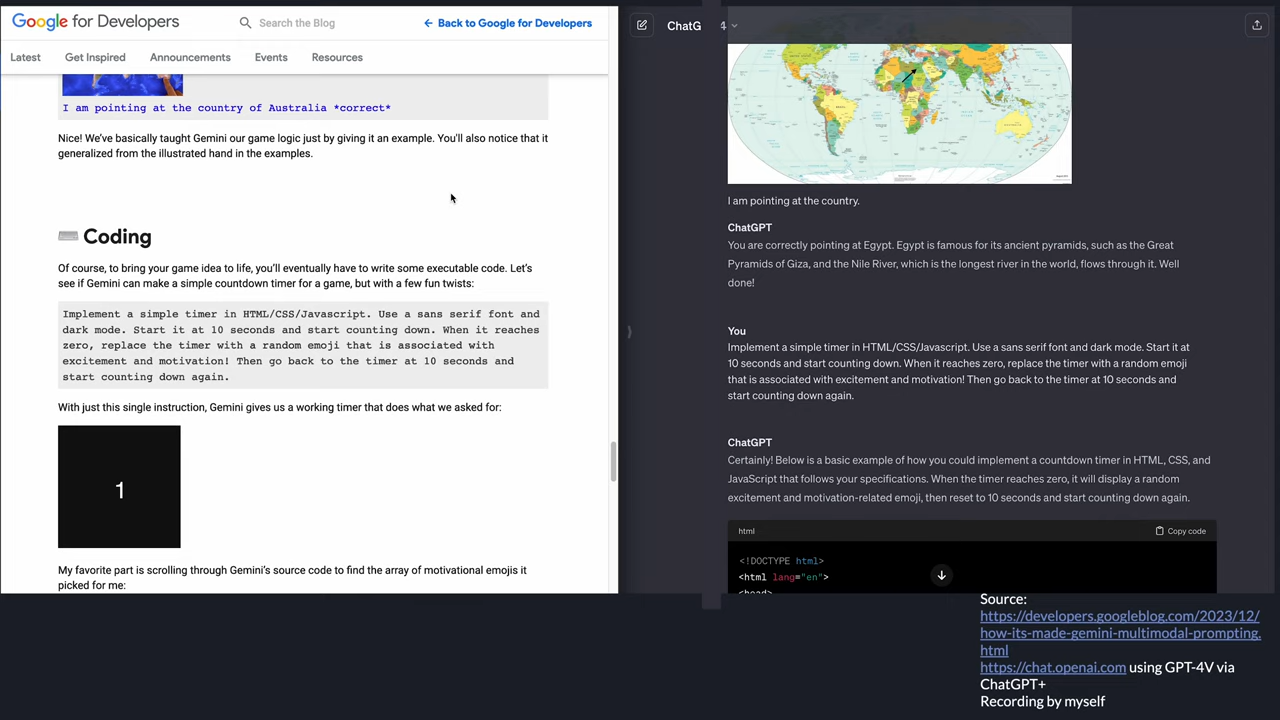 Google for Developers
Search the Blog
← Back to Google for Developers
Latest
Get Inspired
Announcements
Events
Resources
I am pointing at the country of Australia *correct*
Nice! We've basically taught Gemini our game logic just by giving it an example. You'll also notice that it
generalized from the illustrated hand in the examples.
Coding
Of course, to bring your game idea to life, you'll eventually have to write some executable code. Let's
see if Gemini can make a simple countdown timer for a game, but with a few fun twists:
Implement a simple timer in HTML/CSS/Javascript. Use a sans serif font and
dark mode. Start it at 10 seconds and start counting down. When it reaches
zero, replace the timer with a random emoji that is associated with
excitement and motivation! Then go back to the timer at 10 seconds and
start counting down again.
With just this single instruction, Gemini gives us a working timer that does what we asked for:
1
My favorite part is scrolling through Gemini's source code to find the array of motivational emojis it
picked for me:
ChatG 4
I am pointing at the country.
ChatGPT
You are correctly pointing at Egypt. Egypt is famous for its ancient pyramids, such as the Great
Pyramids of Giza, and the Nile River, which is the longest river in the world, flows through it. Well
done!
You
Implement a simple timer in HTML/CSS/Javascript. Use a sans serif font and dark mode. Start it at
10 seconds and start counting down. When it reaches zero, replace the timer with a random emoji
that is associated with excitement and motivation! Then go back to the timer at 10 seconds and
start counting down again.
ChatGPT
Certainly! Below is a basic example of how you could implement a countdown timer in HTML, CSS, and
JavaScript that follows your specifications. When the timer reaches zero, it will display a random
excitement and motivation-related emoji, then reset to 10 seconds and start counting down again.
html
Copy code
<!DOCTYPE html>
<html lang="en">
<head>
Source:
https://developers.googleblog.com/2023/12/
how-its-made-gemini-multimodal-prompting.
html
https://chat.openai.com using GPT-4V via
ChatGPT+
Recording by myself